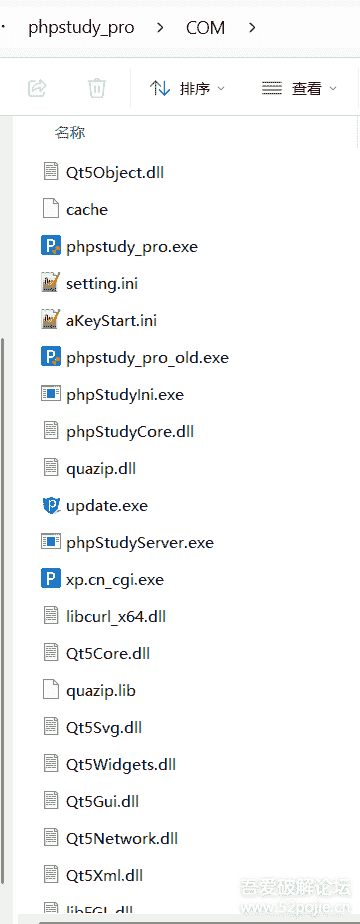 phpstudy_pro > COM >
排序 查看
名称
Qt5Object.dll
cache
phpstudy_pro.exe
setting.ini
aKeyStart.ini
phpstudy_pro_old.exe
phpStudyIni.exe
phpStudyCore.dll
quazip.dll
update.exe
phpStudyServer.exe
xp.cn_cgi.exe
libcurl_x64.dll
Qt5Core.dll
quazip.lib
Qt5Svg.dll
Qt5Widgets.dll
Qt5Gui.dll
Qt5Network.dll
Qt5Xml.dll
libEGL.dll
吾爱破解论坛
www.52pojie.cn